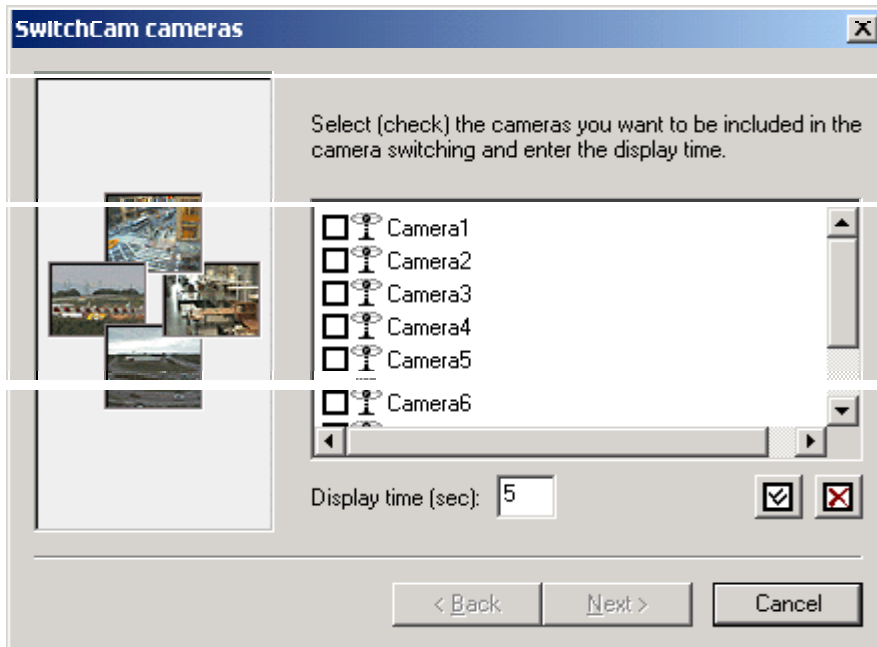 SwitchCam cameras
Select (check) the cameras you want to be included in the
camera switching and enter the display time.
Camera1
Camera2
Camera3
Camera4
Camera5
Camera6
Display time (sec): 5
< Back Next > Cancel